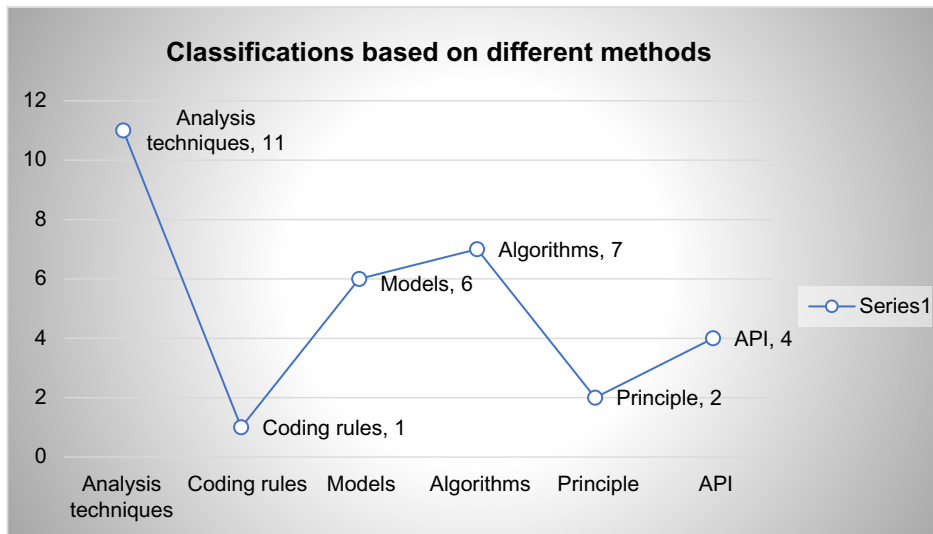 Classifications based on different methods
12
10
8
6
4
2
0
Analysis
techniques, 11
Coding rules, 1
Models, 6
Algorithms, 7
Principle, 2
API, 4
Series1
Analysis
techniques
Coding rules
Models
Algorithms
Principle
API